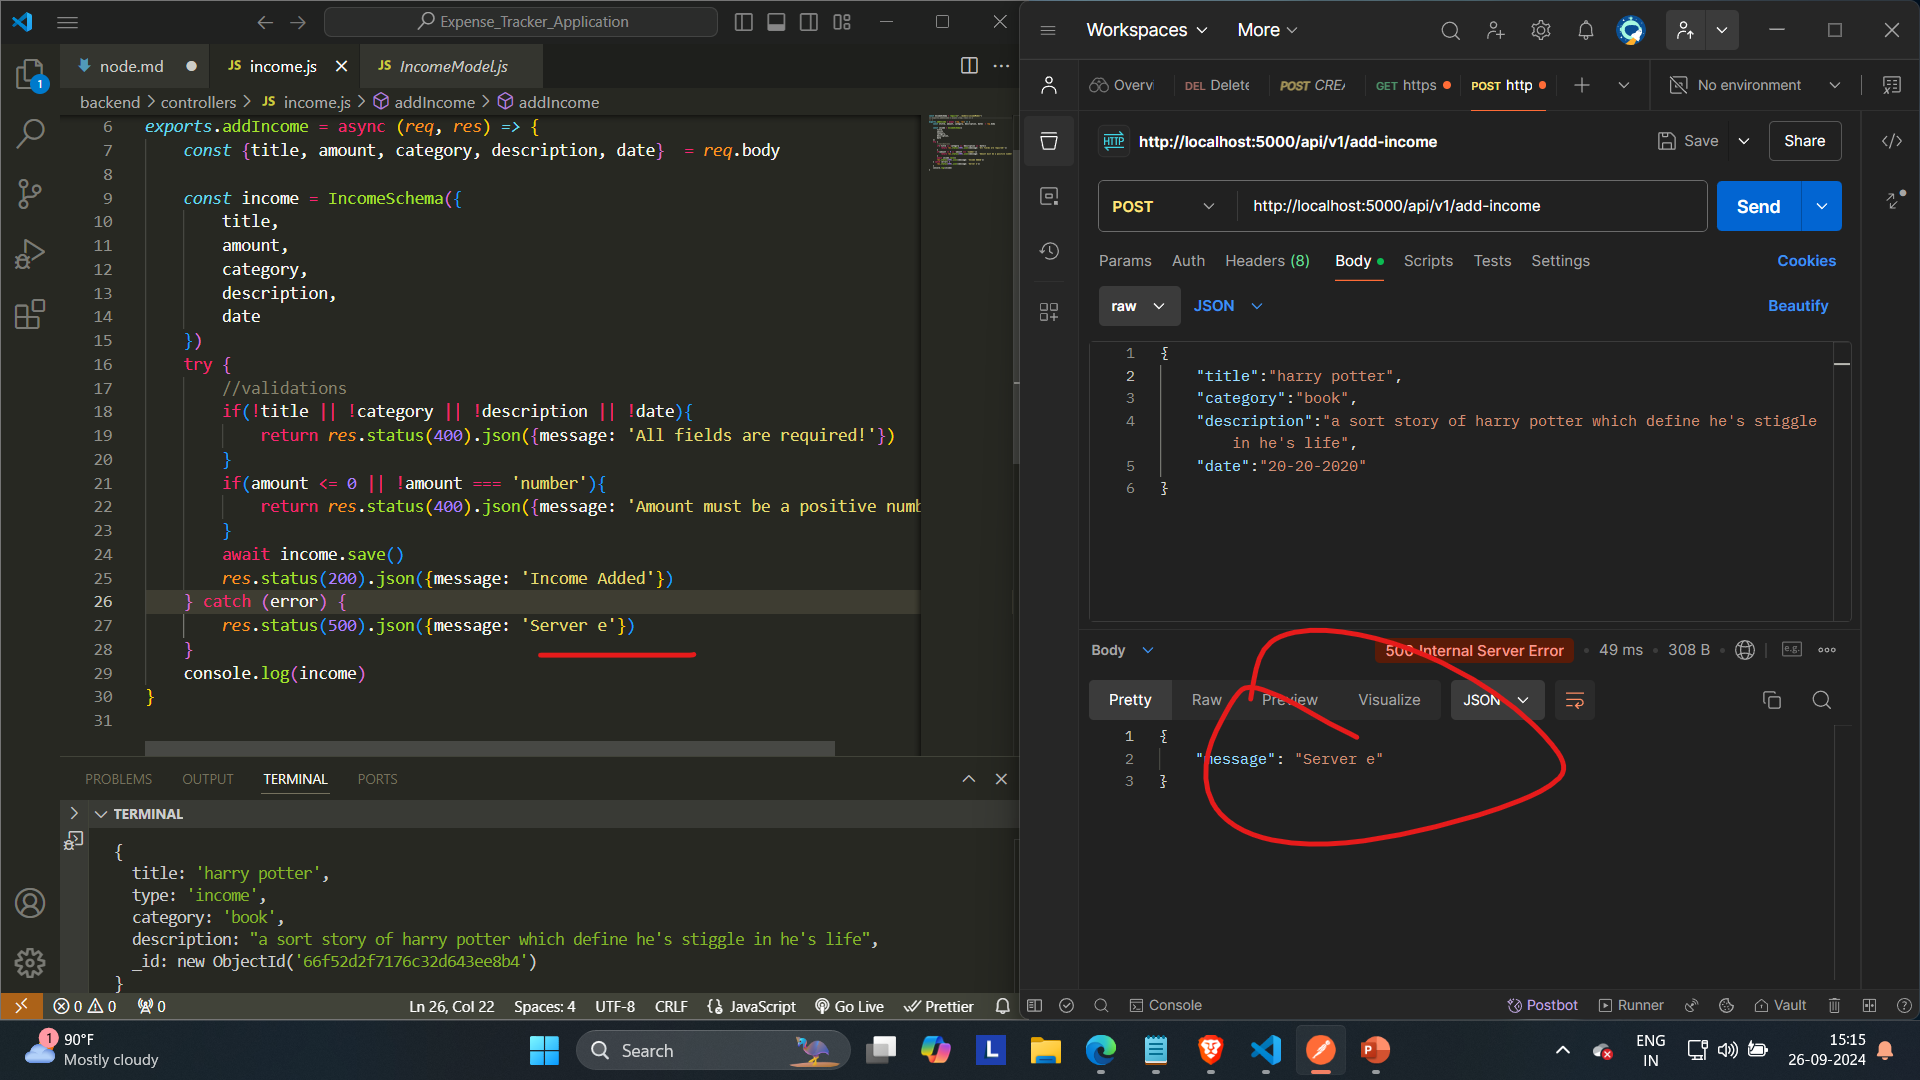 Expense_Tracker_Application
node.md
JS income.js
JS IncomeModel.js
backend > controllers > JS income.js > addIncome > addIncome
6 exports.addIncome = async (req, res) => {
7 const {title, amount, category, description, date}  = req.body
8
9 const income = IncomeSchema({
10 title,
11 amount,
12 category,
13 description,
14 date
15 })
16 try {
17 //validations
18 if(!title || !category || !description || !date){
19 return res.status(400).json({message: 'All fields are required!'})
20 }
21 if(amount <= 0 || !amount === 'number'){
22 return res.status(400).json({message: 'Amount must be a positive numb
23 }
24 await income.save()
25 res.status(200).json({message: 'Income Added'})
26 } catch (error) {
27 res.status(500).json({message: 'Server e'})
28 }
29 console.log(income)
30 }
31
1
PROBLEMS OUTPUT TERMINAL PORTS
TERMINAL
{
title: 'harry potter',
type: 'income',
category: 'book',
description: "a sort story of harry potter which define he's stiggle in he's life",
_id: new ObjectId('66f52d2f7176c32d643ee8b4')
}
0 0 0 Ln 26, Col 22 Spaces: 4 UTF-8 CRLF {} JavaScript Go Live Prettier
Workspaces More
Overvi DEL Delete POST CREA GET https POST http No environment
HTTP http://localhost:5000/api/v1/add-income Save Share
POST http://localhost:5000/api/v1/add-income Send
Params Auth Headers (8) Body Scripts Tests Settings Cookies
raw JSON Beautify
1 {
2 "title":"harry potter",
3 "category":"book",
4 "description":"a sort story of harry potter which define he's stiggle
in he's life",
5 "date":"20-20-2020"
6 }
Body 500 Internal Server Error 49 ms 308 B e.g.
Pretty Raw Preview Visualize JSON
1 {
2 "message": "Server e"
3 }
Console Postbot Runner Vault
1 90°F
Mostly cloudy
Search
L
P
ENG
IN
15:15
26-09-2024